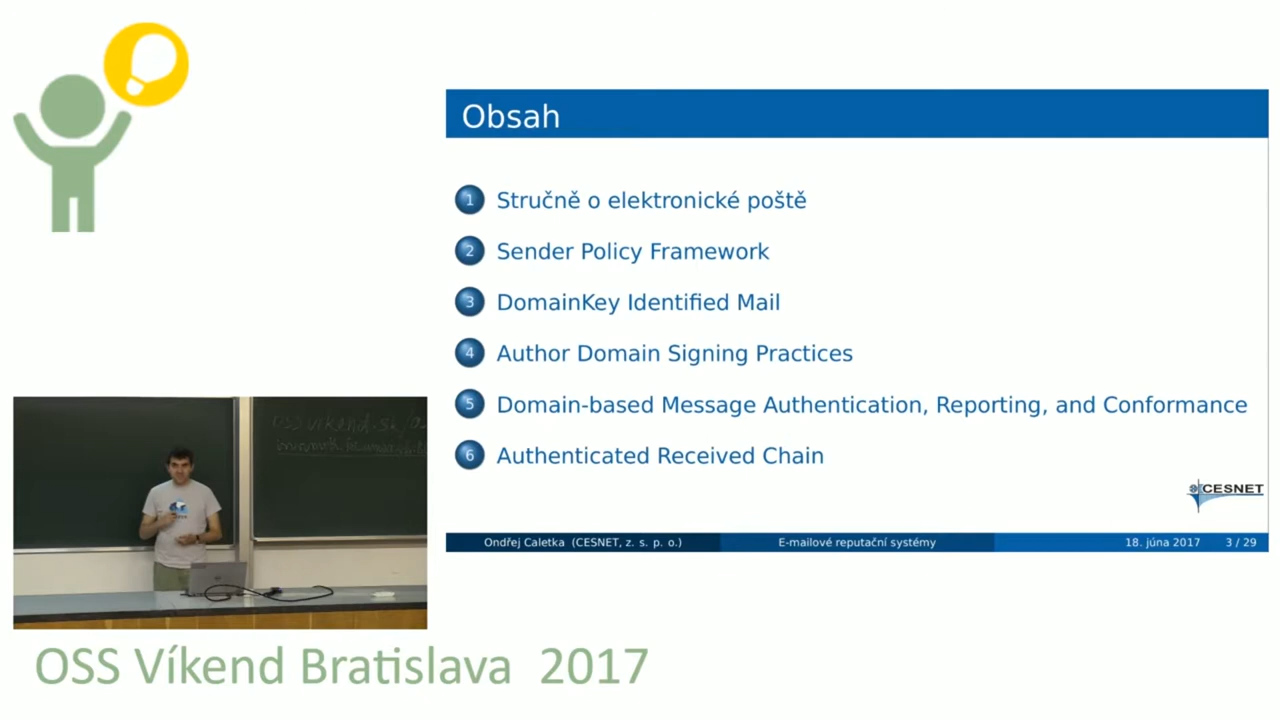 Obsah
1 Stručně o elektronické poště
2 Sender Policy Framework
3 DomainKey Identified Mail
4 Author Domain Signing Practices
5 Domain-based Message Authentication, Reporting, and Conformance
6 Authenticated Received Chain
CESNET
Ondřej Caletka (CESNET, z. s. p. o.) E-mailové reputační systémy 18. júna 2017 3 / 29
OSS Víkend Bratislava 2017